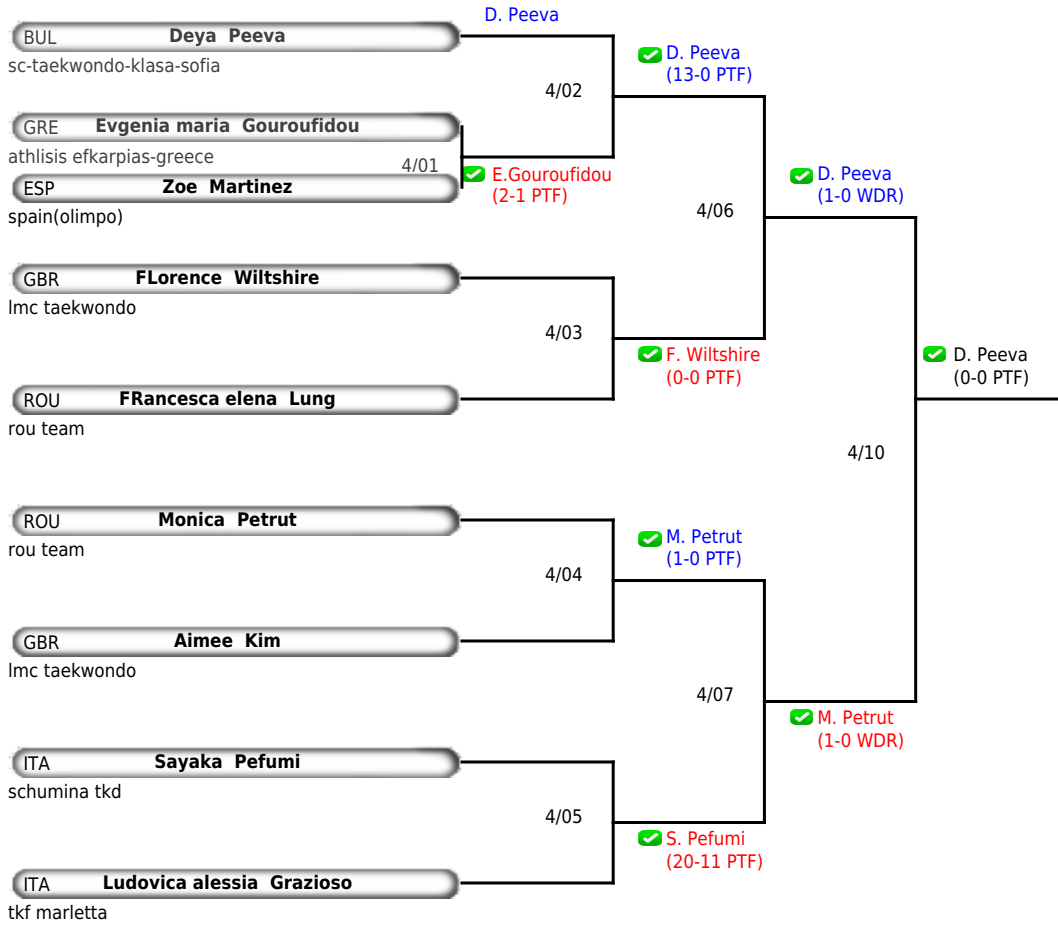 D. Peeva
BUL Deya Peeva
sc-taekwondo-klasa-sofia
D. Peeva
(13-0 PTF)
4/02
GRE Evgenia maria Gouroufidou
athlisis efkarpias-greece
4/01
E.Gouroufidou
(2-1 PTF)
ESP Zoe Martinez
spain(olimpo)
D. Peeva
(1-0 WDR)
4/06
GBR FLorence Wiltshire
lmc taekwondo
4/03
F. Wiltshire
(0-0 PTF)
D. Peeva
(0-0 PTF)
ROU FRancesca elena Lung
rou team
4/10
ROU Monica Petrut
rou team
M. Petrut
(1-0 PTF)
4/04
GBR Aimee Kim
lmc taekwondo
4/07
M. Petrut
(1-0 WDR)
ITA Sayaka Pefumi
schumina tkd
4/05
S. Pefumi
(20-11 PTF)
ITA Ludovica alessia Grazioso
tkf marletta